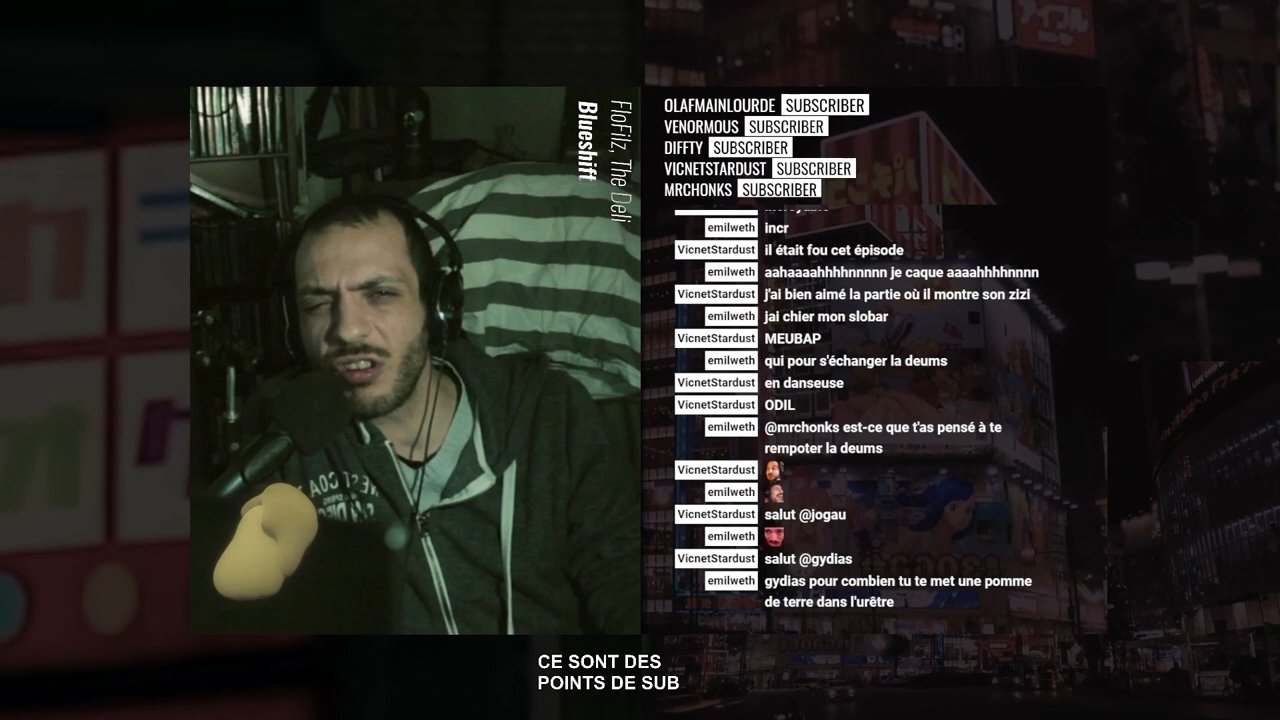 FloFilz, The Deli
Blueshift
OLAFMAINLOURDE SUBSCRIBER
VENORMOUS SUBSCRIBER
DIFFTY SUBSCRIBER
VICNETSTARDUST SUBSCRIBER
MRCHONKS SUBSCRIBER
emilweth incr
VicnetStardust il était fou cet épisode
emilweth aahaaaahhhhnnnnn je caque aaaahhhhnnnn
VicnetStardust j'ai bien aimé la partie où il montre son zizi
emilweth jai chier mon slobar
VicnetStardust MEUBAP
emilweth qui pour s'échanger la deums
VicnetStardust en danseuse
VicnetStardust ODIL
emilweth @mrchonks est-ce que t'as pensé à te
rempoter la deums
VicnetStardust
emilweth
VicnetStardust salut @jogau
emilweth
VicnetStardust salut @gydias
emilweth gydias pour combien tu te met une pomme
de terre dans l'urêtre
CE SONT DES
POINTS DE SUB